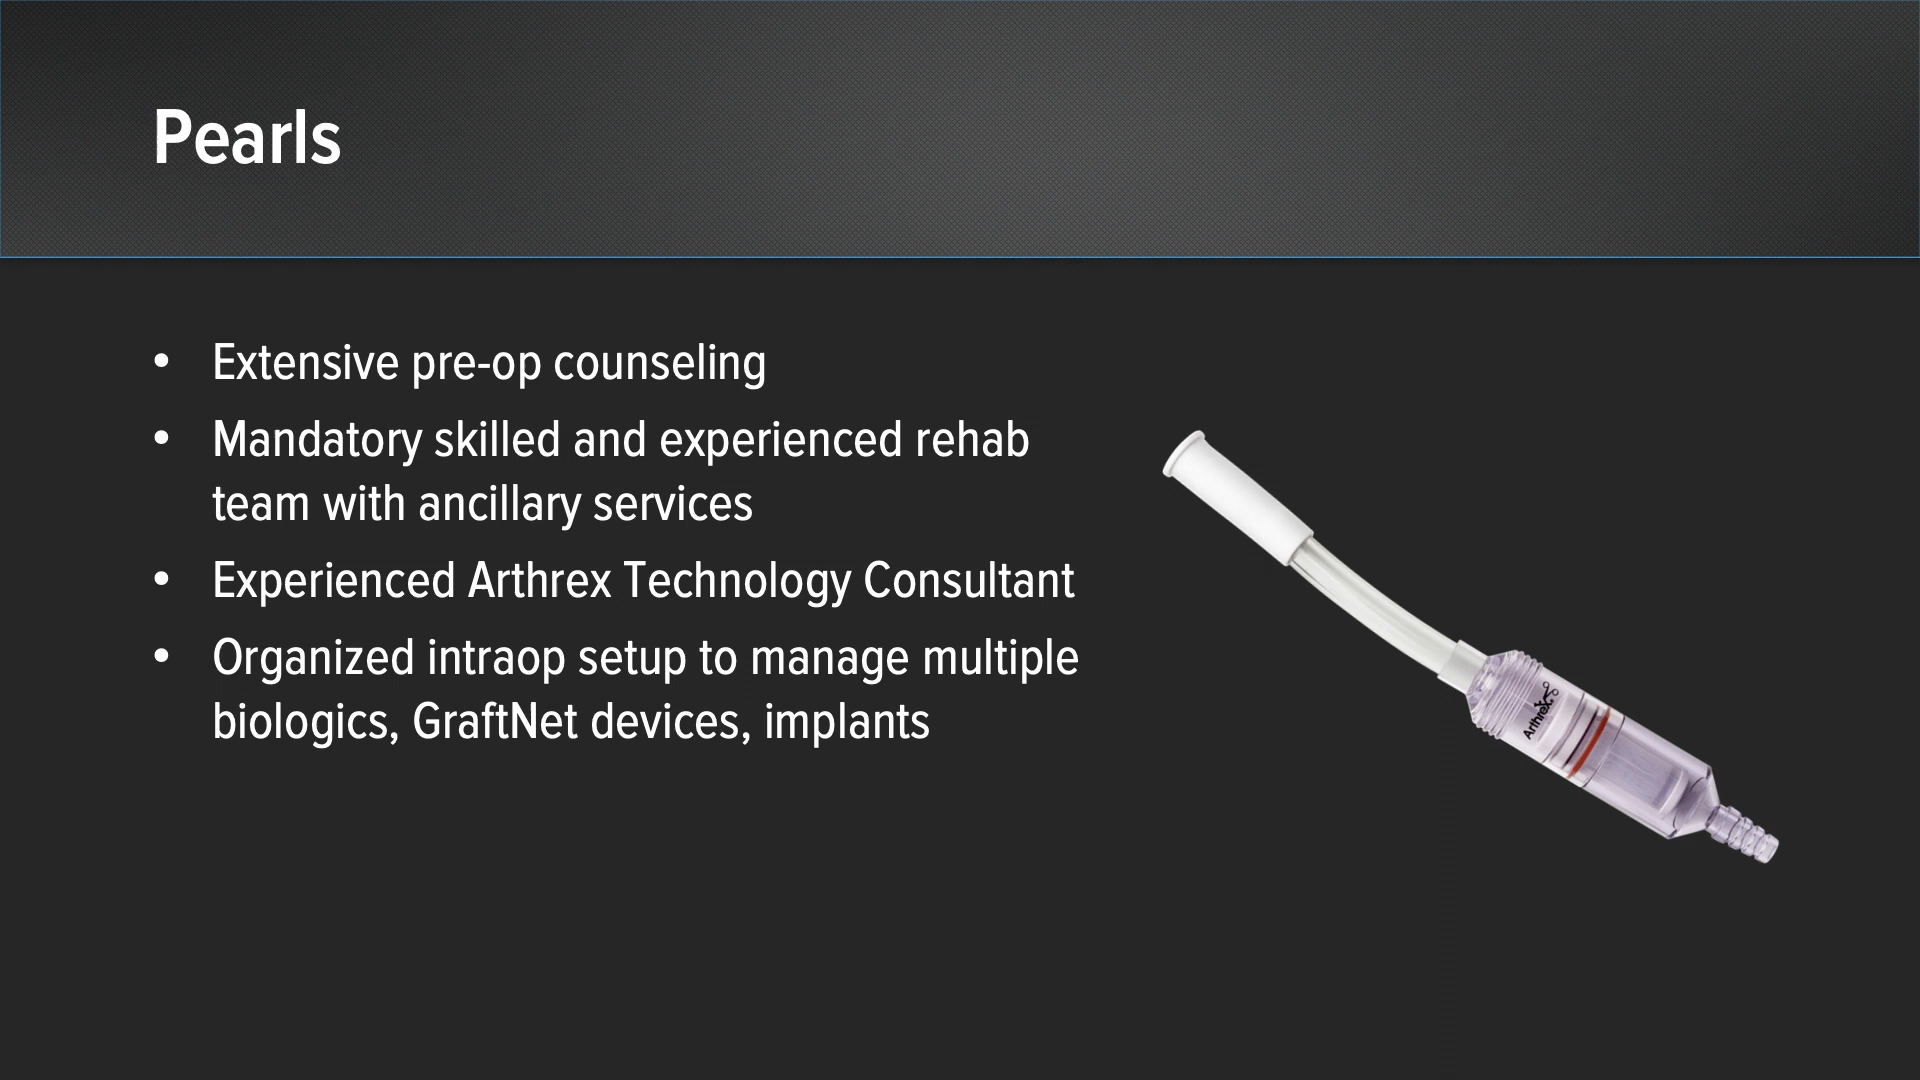 Pearls
• Extensive pre-op counseling
• Mandatory skilled and experienced rehab
team with ancillary services
• Experienced Arthrex Technology Consultant
• Organized intraop setup to manage multiple
biologics, GraftNet devices, implants
Arthrex